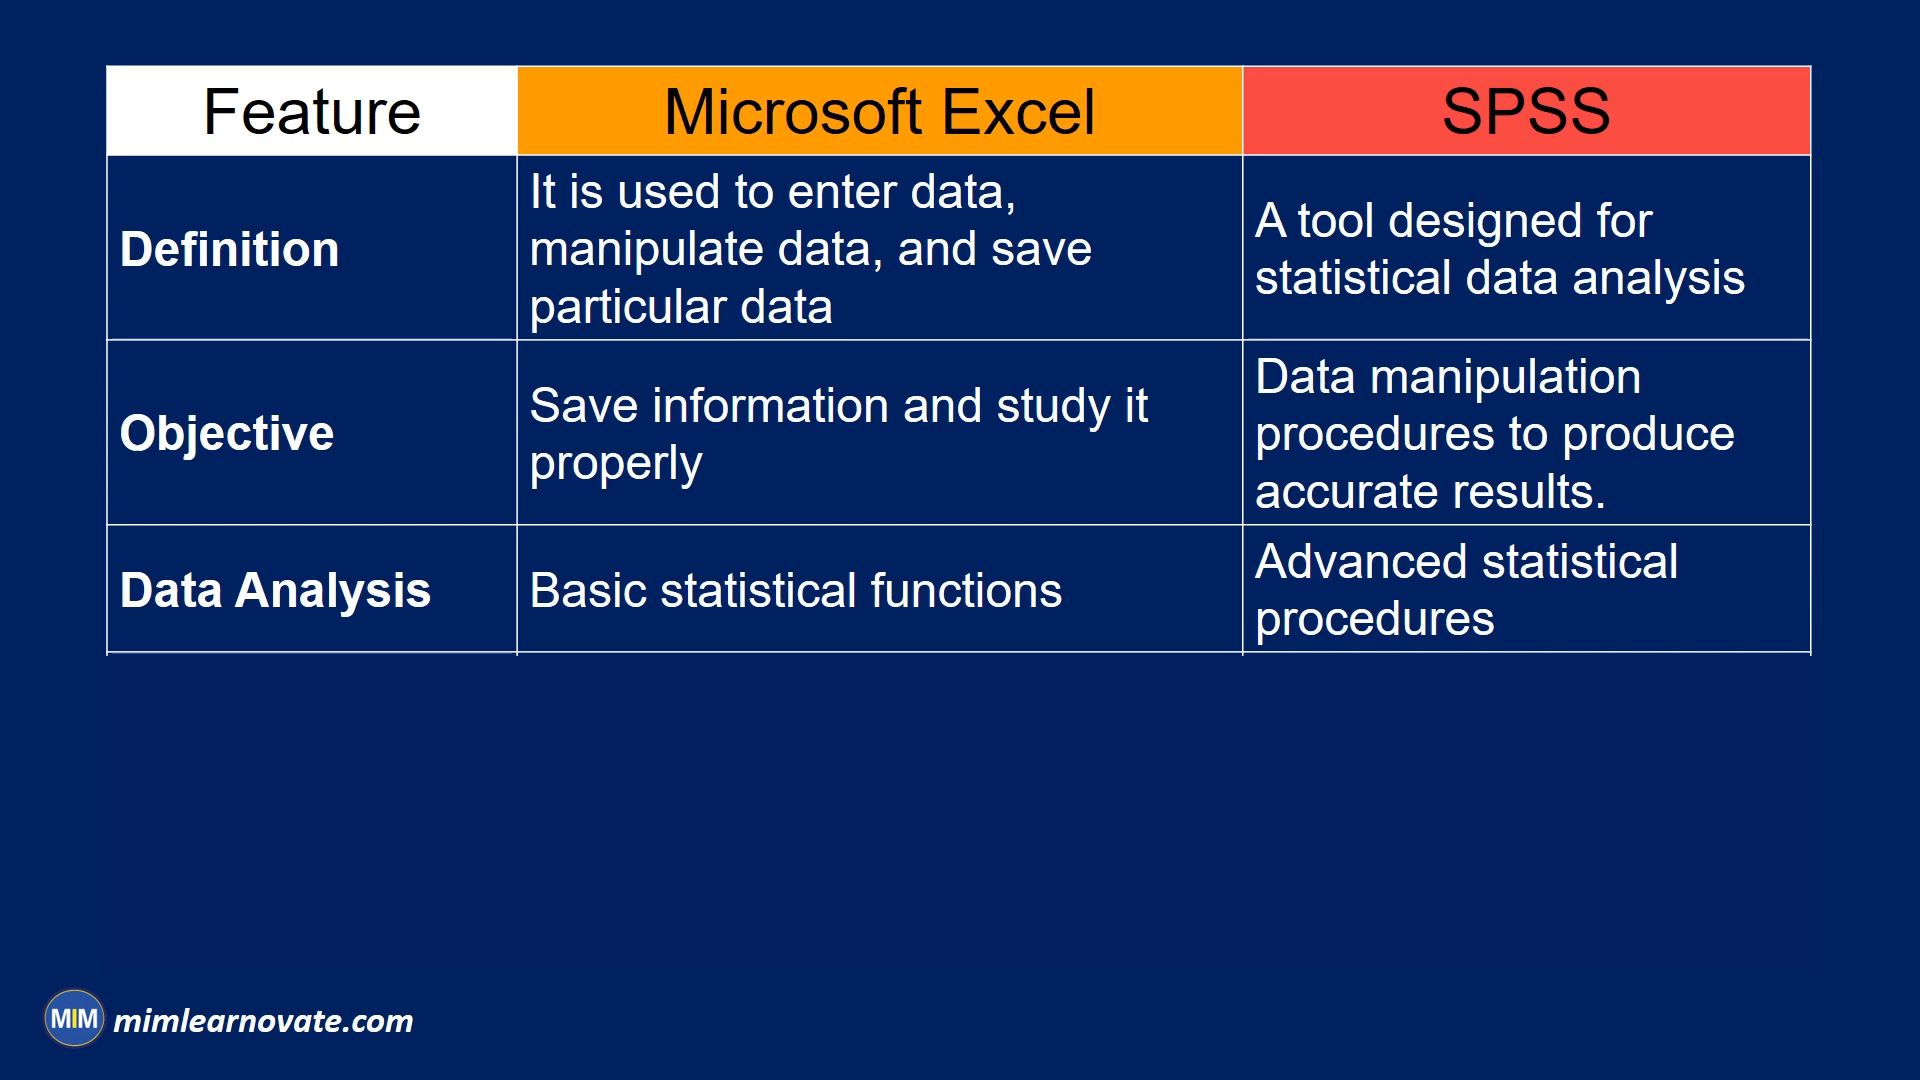 Feature
Microsoft Excel
SPSS
Definition
It is used to enter data,
manipulate data, and save
particular data
A tool designed for
statistical data analysis
Objective
Save information and study it
properly
Data manipulation
procedures to produce
accurate results.
Data Analysis
Basic statistical functions
Advanced statistical
procedures
MIM
mimlearnovate.com